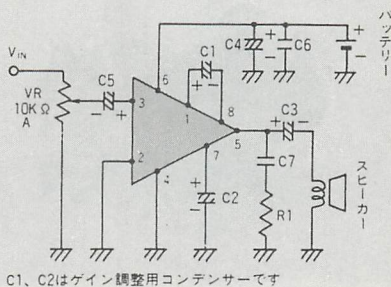 バッテリー
VIN
VR
10KΩ
A
C5
C1
C4
C6
C3
C7
C2
R1
スピーカー
+
-
+
-
+
-
+
-
+
-
+
-
+
-
1
2
3
4
5
6
7
8
C1、C2はゲイン調整用コンデンサーです